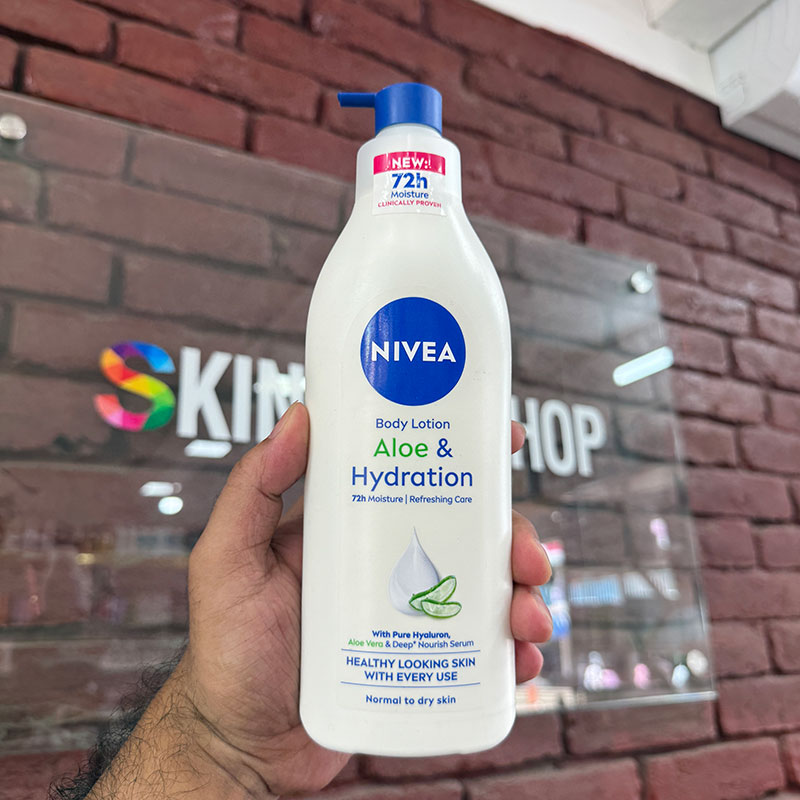 NEW:
72h
Moisture
CLINICALLY PROVEN
NIVEA
Body Lotion
Aloe &
Hydration
72h Moisture | Refreshing Care
With Pure Hyaluron,
Aloe Vera & Deep* Nourish Serum
HEALTHY LOOKING SKIN
WITH EVERY USE
Normal to dry skin
SKIN HOP